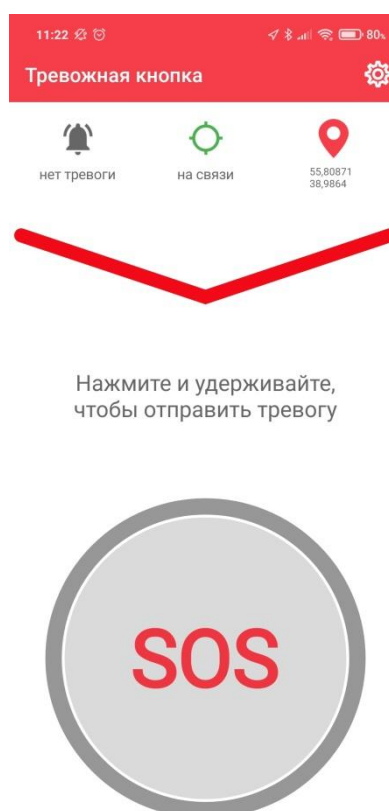 11:22 80%
Тревожная кнопка
нет тревоги
на связи
55,80871
38,9864
Нажмите и удерживайте,
чтобы отправить тревогу
SOS